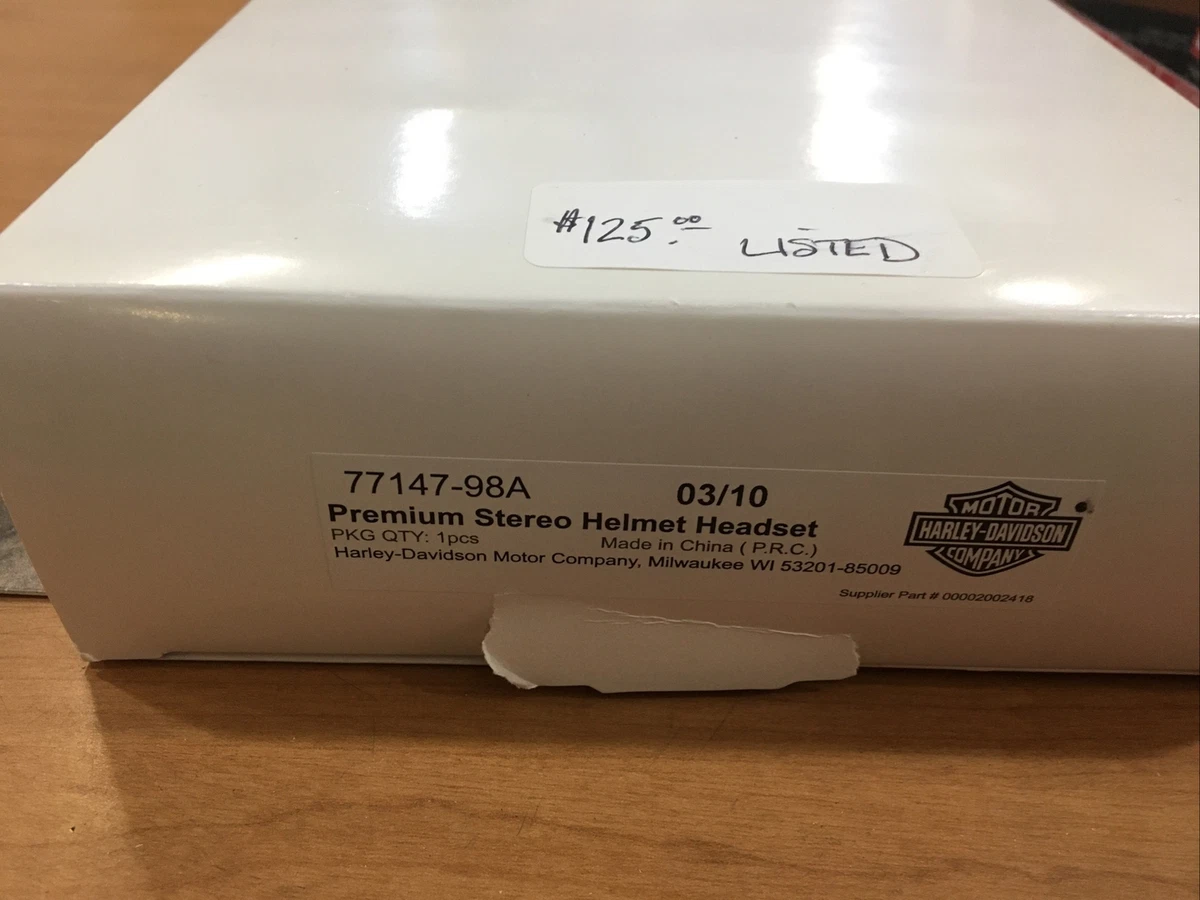 $125.00 LISTED
77147-98A 03/10
Premium Stereo Helmet Headset
PKG QTY: 1pcs Made in China ( P.R.C.)
Harley-Davidson Motor Company, Milwaukee WI 53201-85009
MOTOR
HARLEY-DAVIDSON
COMPANY
Supplier Part # 00002002418